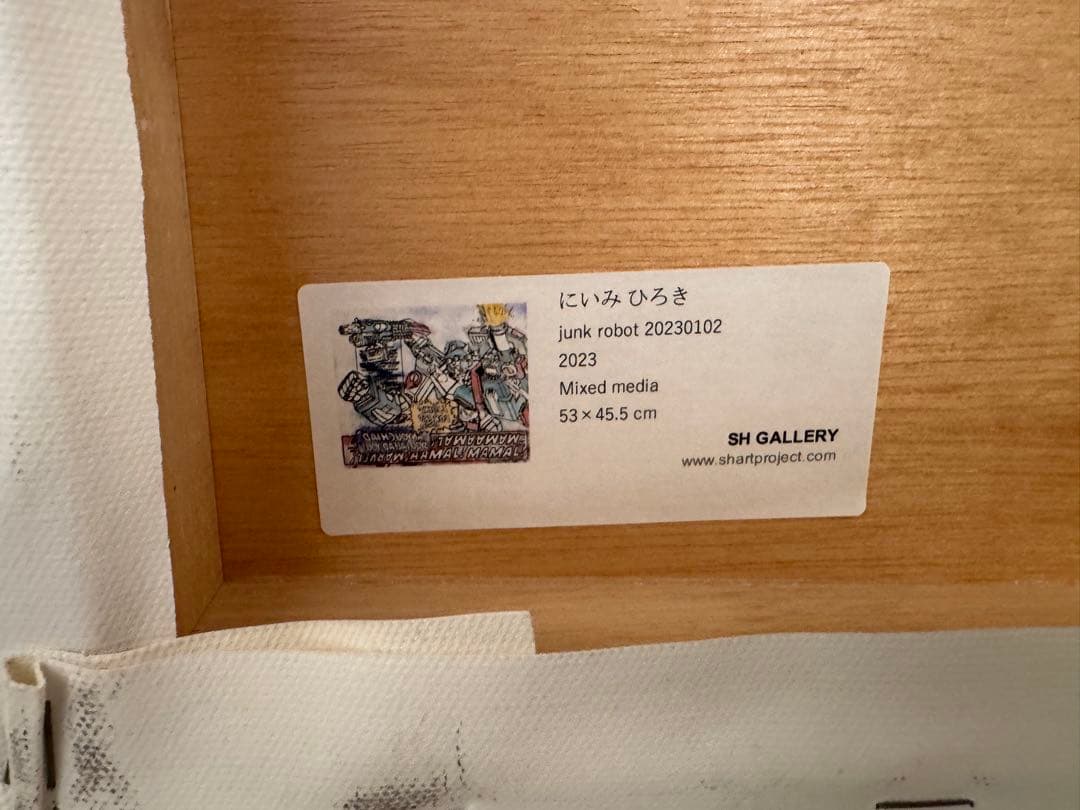 にいみ ひろき
junk robot 20230102
2023
Mixed media
53 × 45.5 cm
SH GALLERY
www.shartproject.com